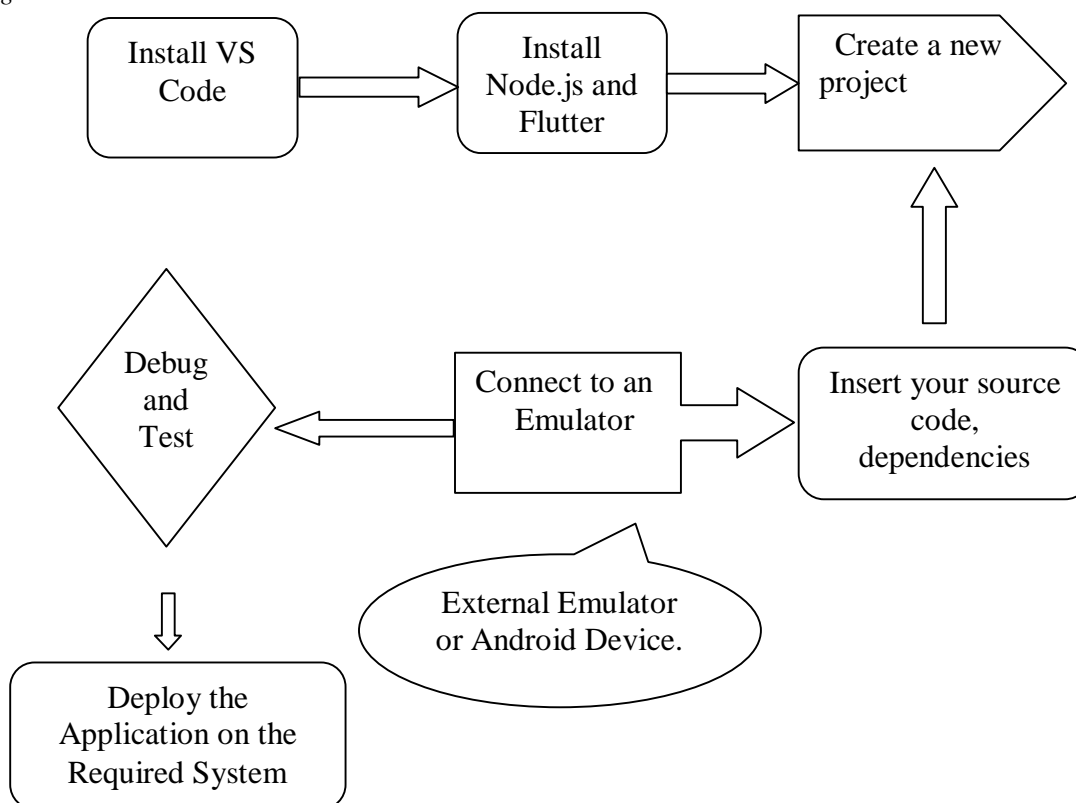 Install VS
Code
Install
Node.js and
Flutter
Create a new
project
Debug
and
Test
Connect to an
Emulator
Insert your source
code,
dependencies
External Emulator
or Android Device.
Deploy the
Application on the
Required System